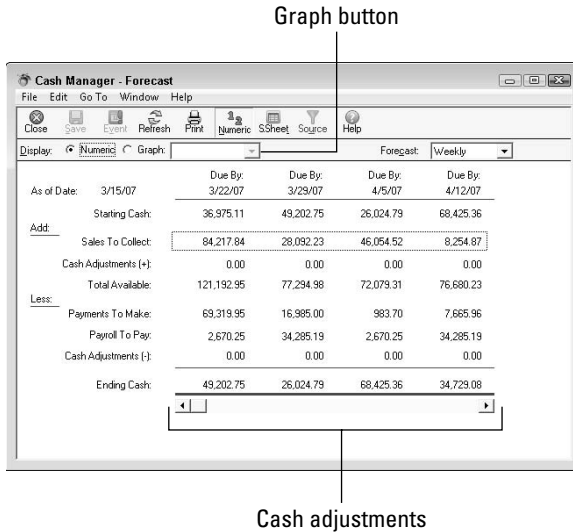 Graph button
Cash Manager - Forecast
File Edit Go To Window Help
Close Save Event Refresh Print Numeric S.Sheet Source Help
Display: Numeric Graph: Forecast: Weekly
Due By: Due By: Due By: Due By:
As of Date: 3/15/07 3/22/07 3/29/07 4/5/07 4/12/07
Starting Cash: 36,975.11 49,202.75 26,024.79 68,425.36
Add:
Sales To Collect: 84,217.84 28,092.23 46,054.52 8,254.87
Cash Adjustments (+): 0.00 0.00 0.00 0.00
Total Available: 121,192.95 77,294.98 72,079.31 76,680.23
Less:
Payments To Make: 69,319.95 16,985.00 983.70 7,665.96
Payroll To Pay: 2,670.25 34,285.19 2,670.25 34,285.19
Cash Adjustments (-): 0.00 0.00 0.00 0.00
Ending Cash: 49,202.75 26,024.79 68,425.36 34,729.08
Cash adjustments